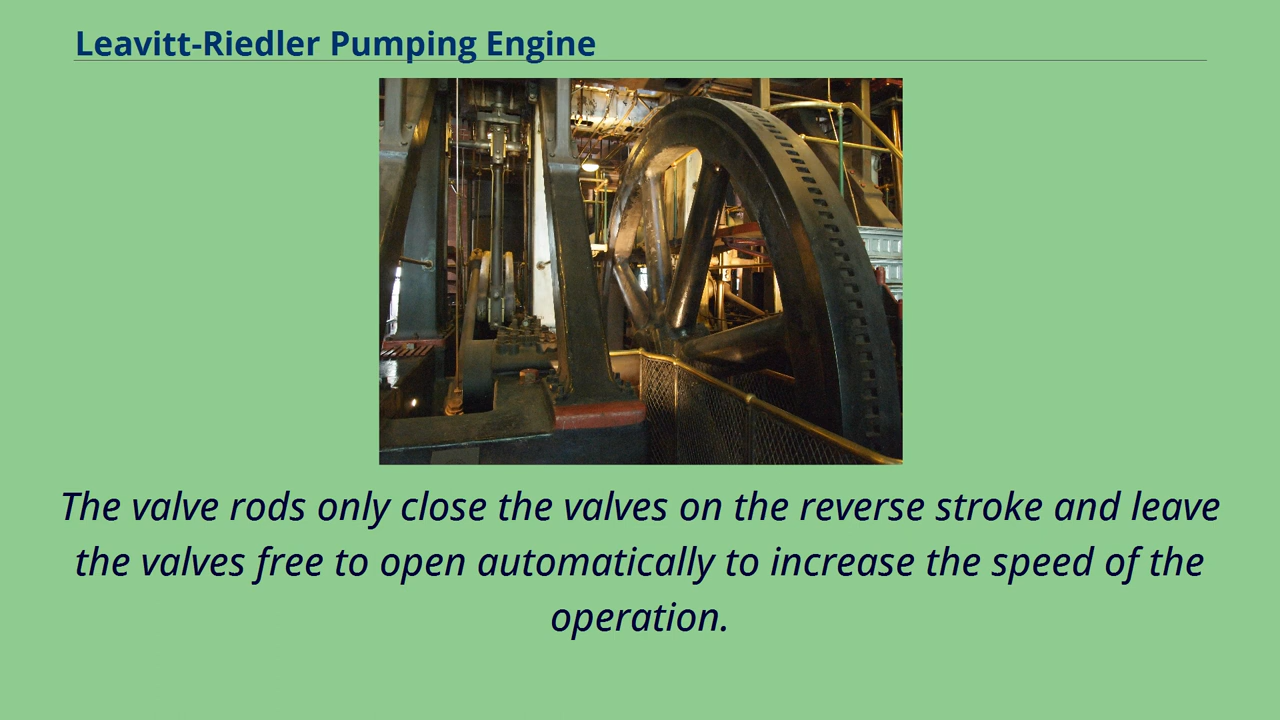 Leavitt-Riedler Pumping Engine
The valve rods only close the valves on the reverse stroke and leave
the valves free to open automatically to increase the speed of the
operation.